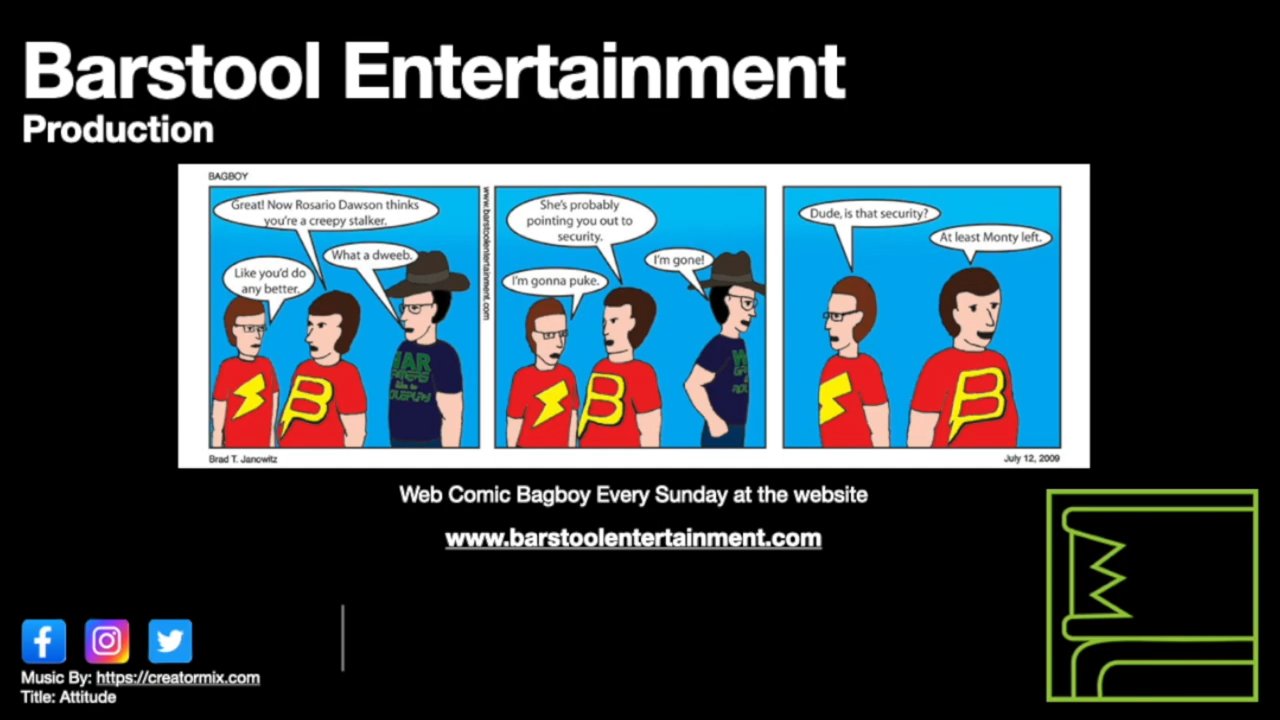 Barstool Entertainment
Production
BAGBOY
Great! Now Rosario Dawson thinks
you're a creepy stalker.
What a dweeb.
Like you'd do
any better.
www.barstoolentertainment.com
She's probably
pointing you out to
security.
I'm gone!
I'm gonna puke.
Dude, is that security?
At least Monty left.
B
B
B
Brad T. Janowitz
July 12, 2009
Web Comic Bagboy Every Sunday at the website
www.barstoolentertainment.com
Music By: https://creatormix.com
Title: Attitude